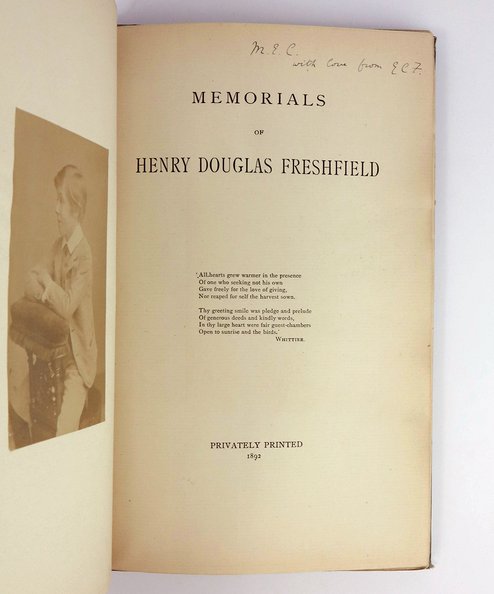 M.E.C.
with love from E C F.
MEMORIALS
OF
HENRY DOUGLAS FRESHFIELD
'All hearts grew warmer in the presence
Of one who seeking not his own
Gave freely for the love of giving,
Nor reaped for self the harvest sown.
Thy greeting smile was pledge and prelude
Of generous deeds and kindly words,
In thy large heart were fair guest-chambers
Open to sunrise and the birds.'
WHITTIER.
PRIVATELY PRINTED
1892